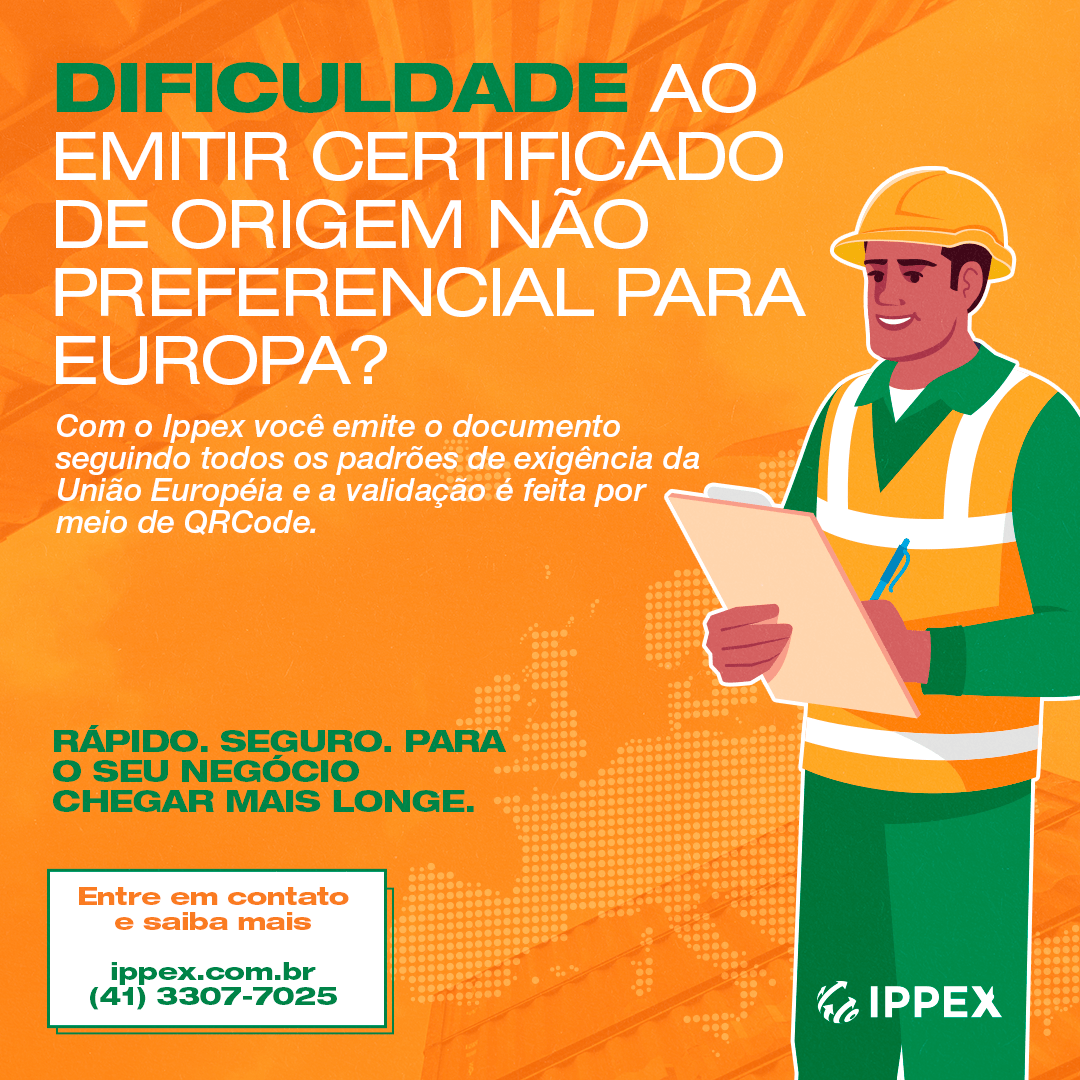 DIFICULDADE AO
EMITIR CERTIFICADO
DE ORIGEM NÃO
PREFERENCIAL PARA
EUROPA?
Com o Ippex você emite o documento
seguindo todos os padrões de exigência da
União Européia e a validação é feita por
meio de QRCode.
RÁPIDO. SEGURO. PARA
O SEU NEGÓCIO
CHEGAR MAIS LONGE.
Entre em contato
e saiba mais
ippex.com.br
(41) 3307-7025
IPPEX